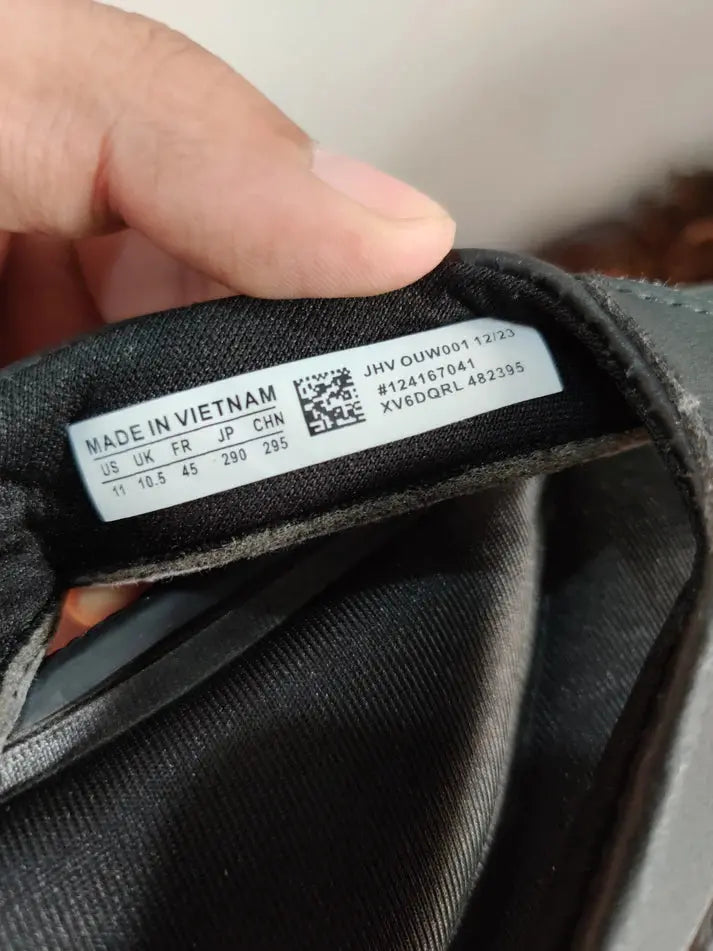 MADE IN VIETNAM
US UK FR JP CHN
11 10.5 45 290 295
JHV OUW001 12/23
#124167041
XV6DQRL 482395